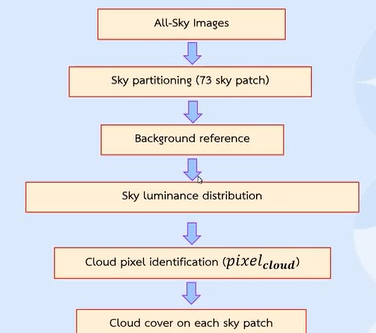 All-Sky Images
Sky partitioning (73 sky patch)
Background reference
Sky luminance distribution
Cloud pixel identification (pixel_cloud)
Cloud cover on each sky patch